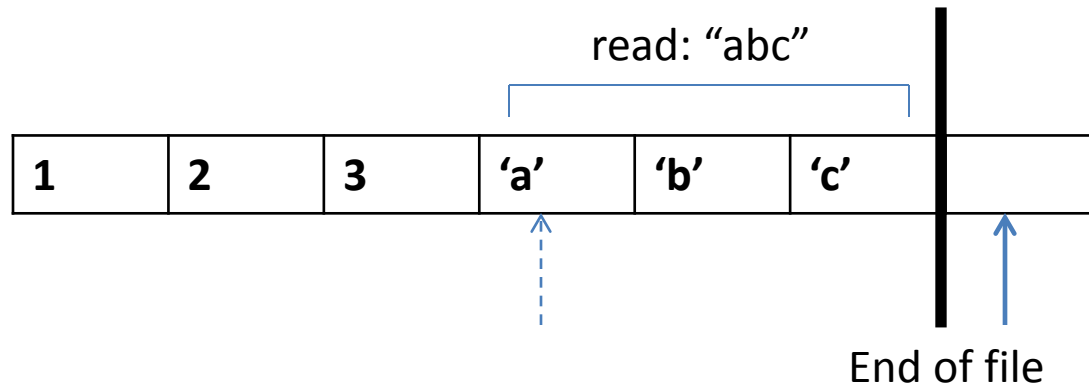 read: “abc”
1 2 3 ‘a’ ‘b’ ‘c’
End of file